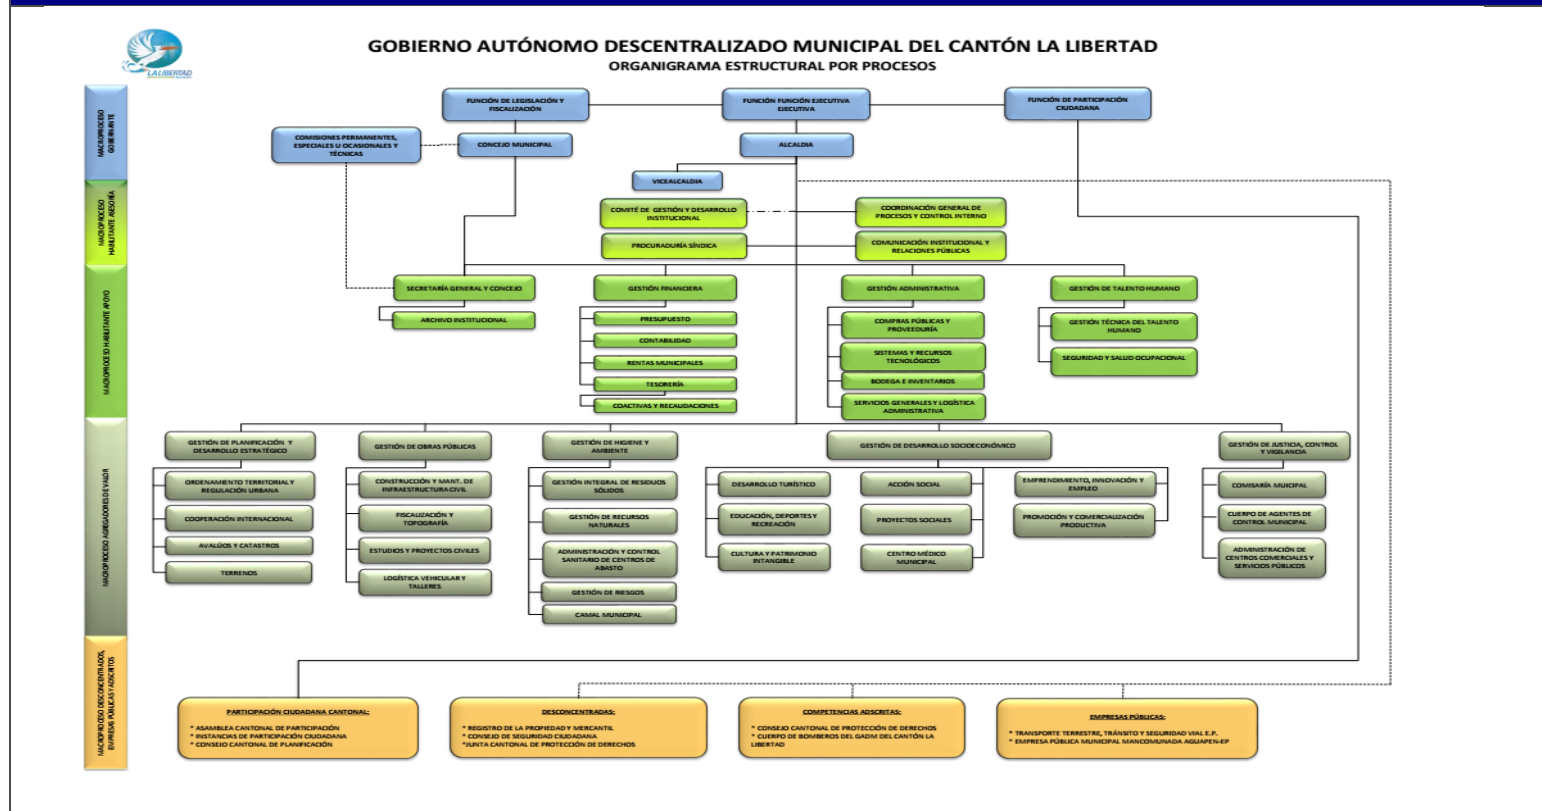 GOBIERNO AUTÓNOMO DESCENTRALIZADO MUNICIPAL DEL CANTÓN LA LIBERTAD
ORGANIGRAMA ESTRUCTURAL POR PROCESOS
LA LIBERTAD
MACROPROCESO
GOBERNANTE
FUNCIÓN DE LEGISLACIÓN Y
FISCALIZACIÓN
FUNCIÓN FUNCIÓN EJECUTIVA
EJECUTIVA
FUNCIÓN DE PARTICIPACIÓN
CIUDADANA
COMISIONES PERMANENTES,
ESPECIALES U OCASIONALES Y
TÉCNICAS
CONCEJO MUNICIPAL
ALCALDIA
VICEALCALDIA
MACROPROCESO
HABILITANTE ASESORÍA
COMITÉ DE GESTIÓN Y DESARROLLO
INSTITUCIONAL
COORDINACIÓN GENERAL DE
PROCESOS Y CONTROL INTERNO
PROCURADURÍA SÍNDICA
COMUNICACIÓN INSTITUCIONAL Y
RELACIONES PÚBLICAS
MACROPROCESO HABILITANTE APOYO
SECRETARÍA GENERAL Y CONCEJO
ARCHIVO INSTITUCIONAL
GESTIÓN FINANCIERA
PRESUPUESTO
CONTABILIDAD
RENTAS MUNICIPALES
TESORERÍA
COACTIVAS Y RECAUDACIONES
GESTIÓN ADMINISTRATIVA
COMPRAS PÚBLICAS Y
PROVEEDURÍA
SISTEMAS Y RECURSOS
TECNOLÓGICOS
BODEGA E INVENTARIOS
SERVICIOS GENERALES Y LOGÍSTICA
ADMINISTRATIVA
GESTIÓN DE TALENTO HUMANO
GESTIÓN TÉCNICA DEL TALENTO
HUMANO
SEGURIDAD Y SALUD OCUPACIONAL
MACROPROCESO AGREGADORES DE VALOR
GESTIÓN DE PLANIFICACIÓN Y
DESARROLLO ESTRATÉGICO
ORDENAMIENTO TERRITORIAL Y
REGULACIÓN URBANA
COOPERACIÓN INTERNACIONAL
AVALÚOS Y CATASTROS
TERRENOS
GESTIÓN DE OBRAS PÚBLICAS
CONSTRUCCIÓN Y MANT. DE
INFRAESTRUCTURA CIVIL
FISCALIZACIÓN Y
TOPOGRAFÍA
ESTUDIOS Y PROYECTOS CIVILES
LOGÍSTICA VEHICULAR Y
TALLERES
GESTIÓN DE HIGIENE Y
AMBIENTE
GESTIÓN INTEGRAL DE RESIDUOS
SÓLIDOS
GESTIÓN DE RECURSOS
NATURALES
ADMINISTRACIÓN Y CONTROL
SANITARIO DE CENTROS DE
ABASTO
GESTIÓN DE RIESGOS
CAMAL MUNICIPAL
GESTIÓN DE DESARROLLO SOCIOECONÓMICO
DESARROLLO TURÍSTICO
EDUCACIÓN, DEPORTES Y
RECREACIÓN
CULTURA Y PATRIMONIO
INTANGIBLE
ACCIÓN SOCIAL
PROYECTOS SOCIALES
CENTRO MÉDICO
MUNICIPAL
EMPRENDIMIENTO, INNOVACIÓN Y
EMPLEO
PROMOCIÓN Y COMERCIALIZACIÓN
PRODUCTIVA
GESTIÓN DE JUSTICIA, CONTROL
Y VIGILANCIA
COMISARÍA MUICIPAL
CUERPO DE AGENTES DE
CONTROL MUNICIPAL
ADMINISTRACIÓN DE
CENTROS COMERCIALES Y
SERVICIOS PÚBLICOS
MACROPROCESO DESCONCENTRADOS,
EMPRESAS PÚBLICAS Y ADSCRITOS
PARTICIPACIÓN CIUDADANA CANTONAL:
* ASAMBLEA CANTONAL DE PARTICIPACIÓN
* INSTANCIAS DE PARTICIPACIÓN CIUDADANA
* CONSEJO CANTONAL DE PLANIFICACIÓN
DESCONCENTRADAS:
* REGISTRO DE LA PROPIEDAD Y MERCANTIL
* CONSEJO DE SEGURIDAD CIUDADANA
*JUNTA CANTONAL DE PROTECCIÓN DE DERECHOS
COMPETENCIAS ADSCRITAS:
* CONSEJO CANTONAL DE PROTECCIÓN DE DERECHOS
* CUERPO DE BOMBEROS DEL GADM DEL CANTÓN LA
LIBERTAD
EMPRESAS PÚBLICAS:
* TRANSPORTE TERRESTRE, TRÁNSITO Y SEGURIDAD VIAL E.P.
* EMPRESA PÚBLICA MUNICIPAL MANCOMUNADA AGUAPEN-EP